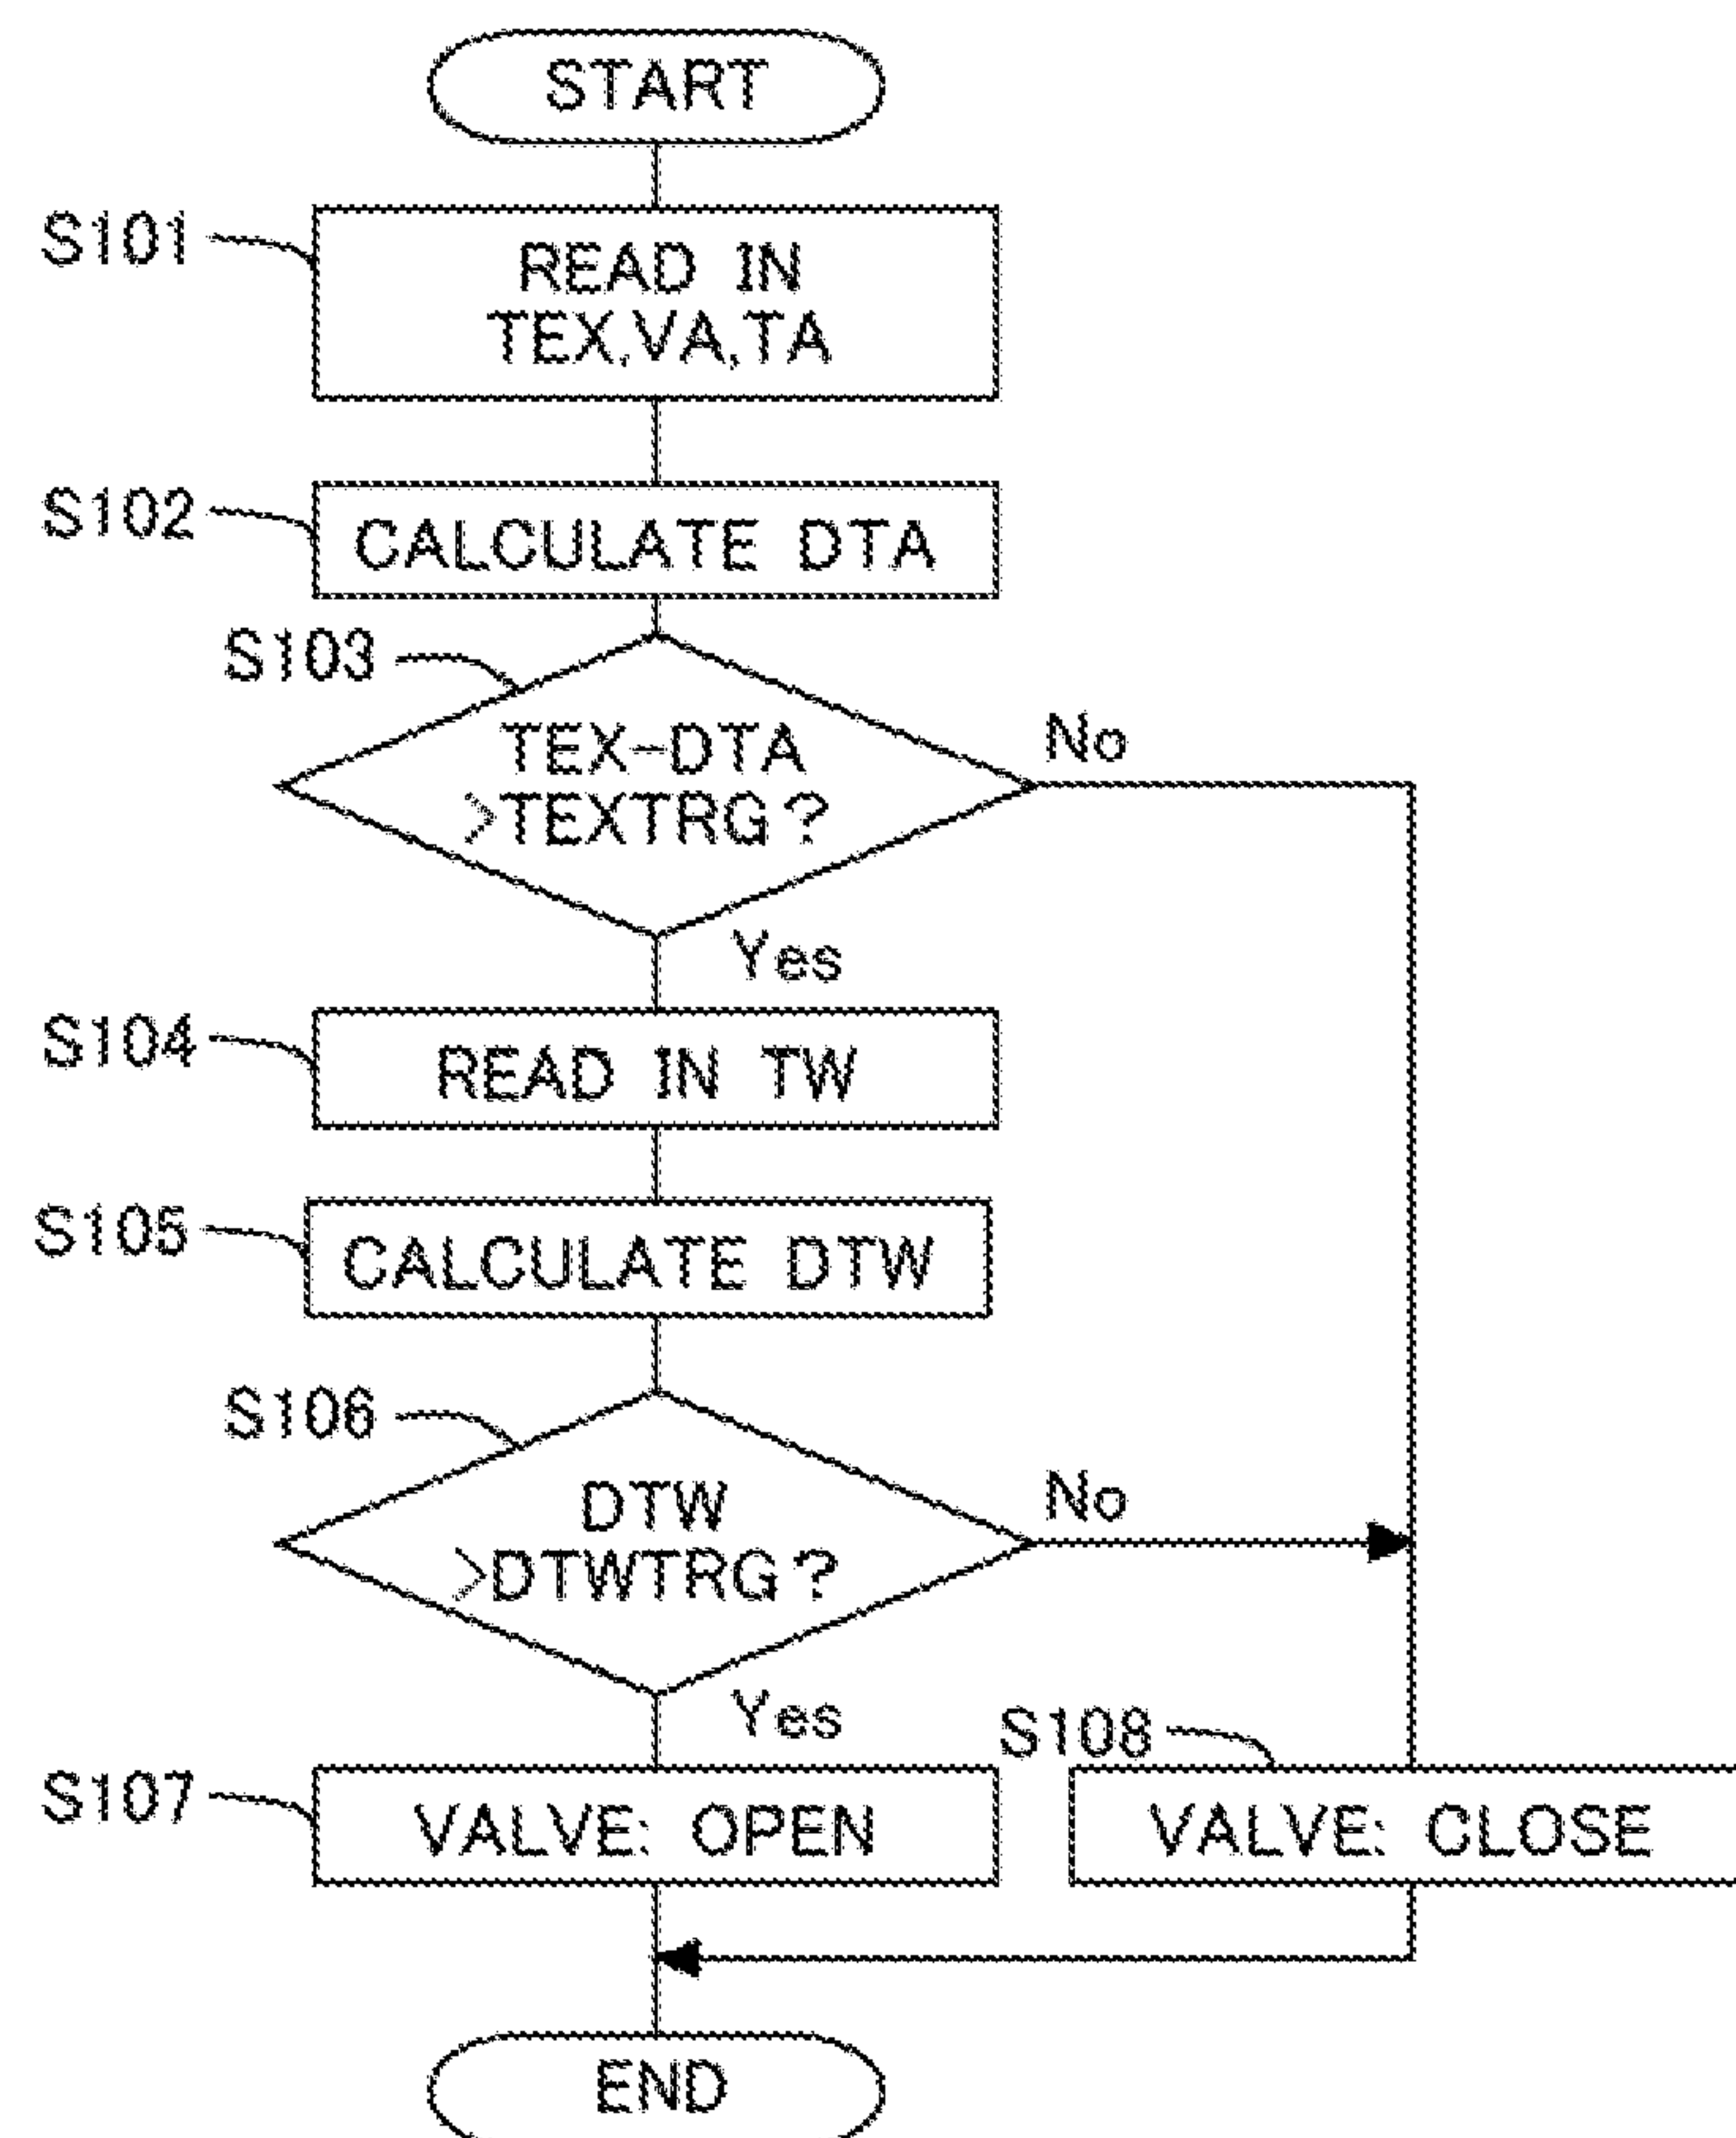 START
S101
READ IN
TEX,VA,TA
S102
CALCULATE DTA
S103
TEX-DTA
>TEXTRG?
No
Yes
S104
READ IN TW
S105
CALCULATE DTW
S106
DTW
>DTWTRG?
No
Yes
S107
VALVE: OPEN
S108
VALVE: CLOSE
END